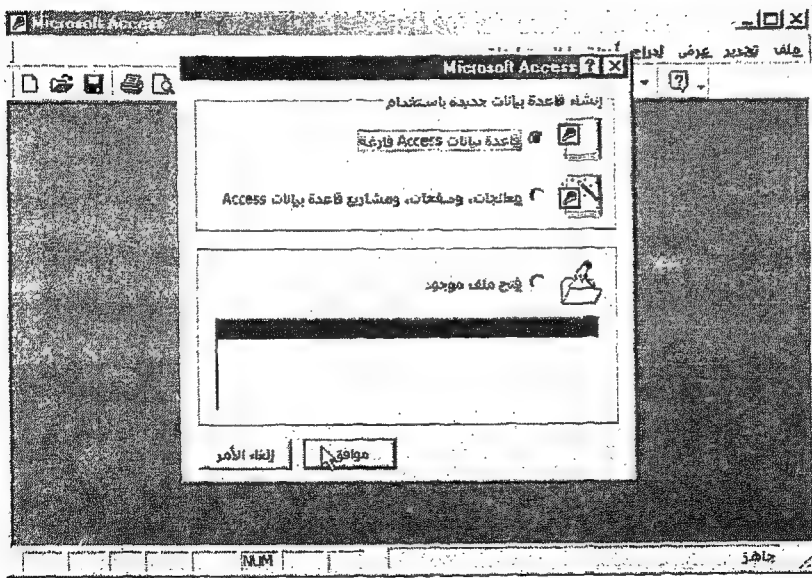 Microsoft Access
ملف تحرير عرض إدراج
Microsoft Access
إنشاء قاعدة بيانات جديدة باستخدام
قاعدة بيانات Access فارغة
معالجات، وصفحات، ومشاريع قاعدة بيانات Access
فتح ملف موجود
موافق
إلغاء الأمر
جاهز
NUM